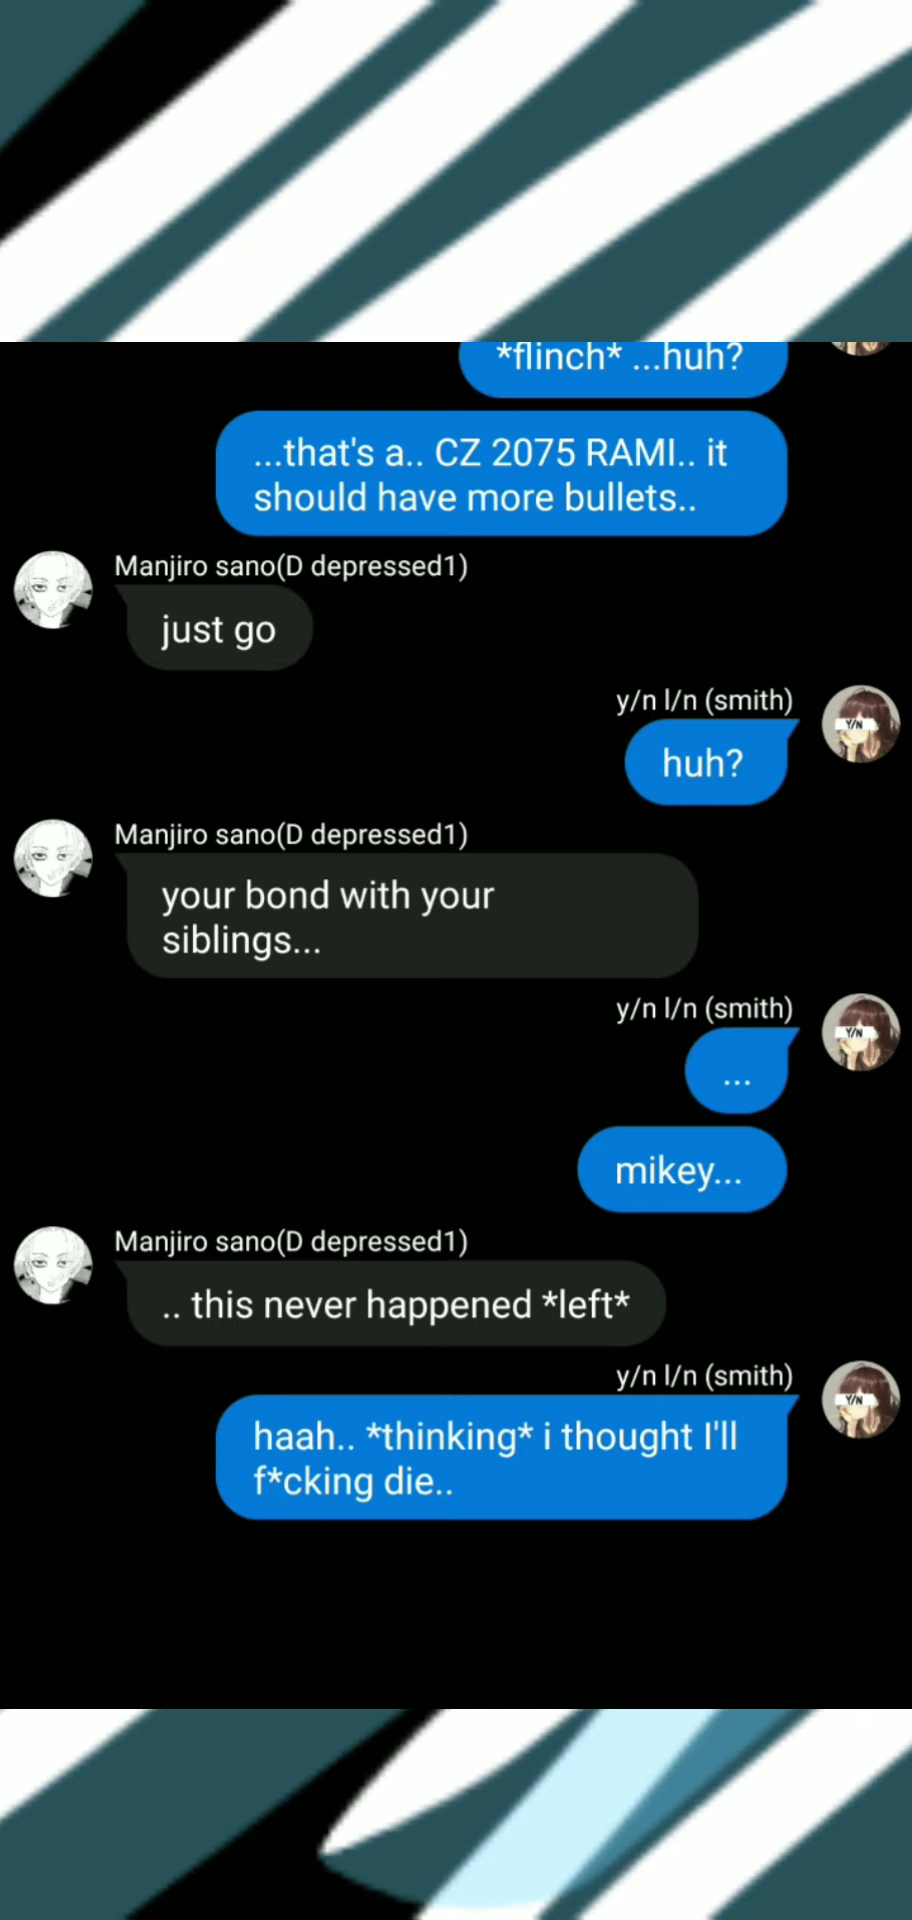 *flinch* ...huh?
...that's a.. CZ 2075 RAMI.. it
should have more bullets..
Manjiro sano(D depressed1)
just go
y/n l/n (smith)
Y/N
huh?
Manjiro sano(D depressed1)
your bond with your
siblings...
y/n l/n (smith)
Y/N
...
mikey...
Manjiro sano(D depressed1)
.. this never happened *left*
y/n l/n (smith)
Y/N
haah.. *thinking* i thought I'll
f*cking die..